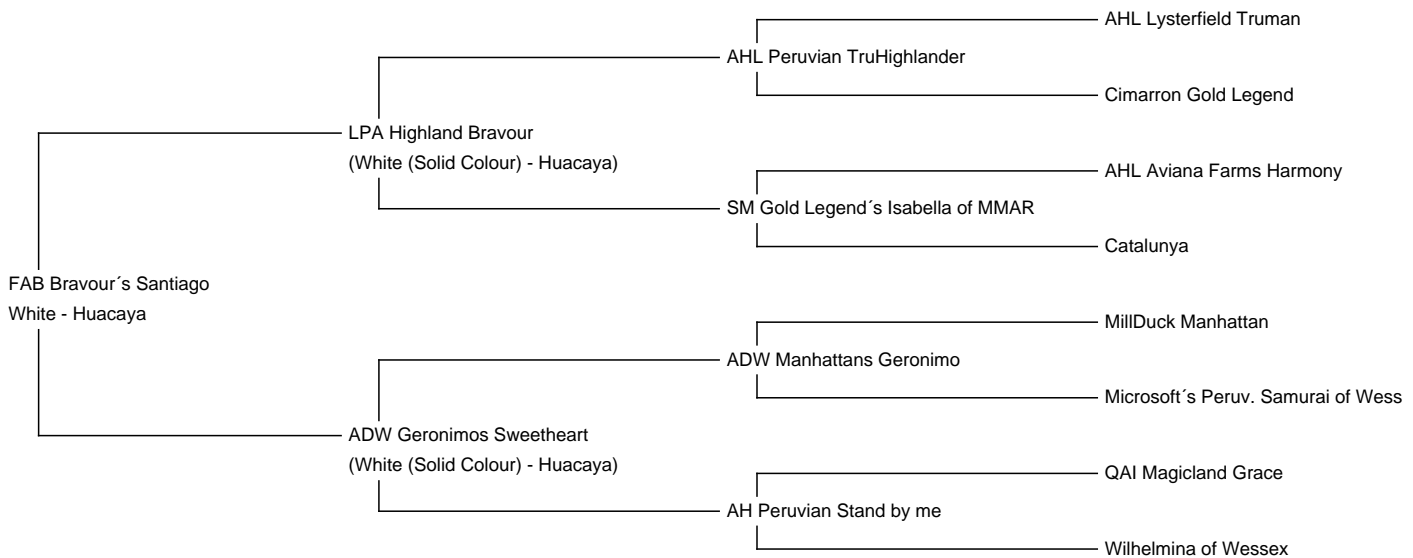 AHL Lysterfield Truman
AHL Peruvian TruHighlander
Cimarron Gold Legend
LPA Highland Bravour
(White (Solid Colour) - Huacaya)
AHL Aviana Farms Harmony
SM Gold Legend´s Isabella of MMAR
Catalunya
FAB Bravour´s Santiago
White - Huacaya
MillDuck Manhattan
ADW Manhattans Geronimo
Microsoft´s Peruv. Samurai of Wess
ADW Geronimos Sweetheart
(White (Solid Colour) - Huacaya)
QAI Magicland Grace
AH Peruvian Stand by me
Wilhelmina of Wessex